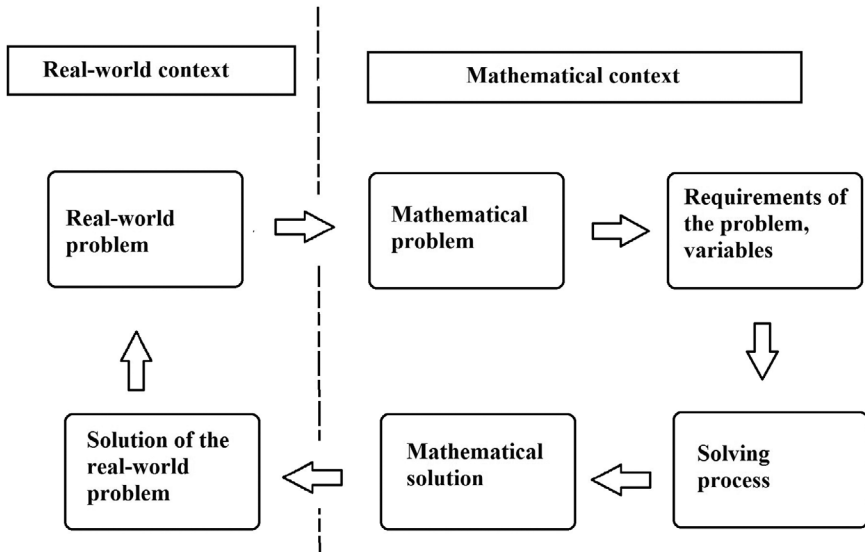 Real-world context
Mathematical context
Real-world
problem
Mathematical
problem
Requirements of
the problem,
variables
Solution of the
real-world
problem
Mathematical
solution
Solving
process